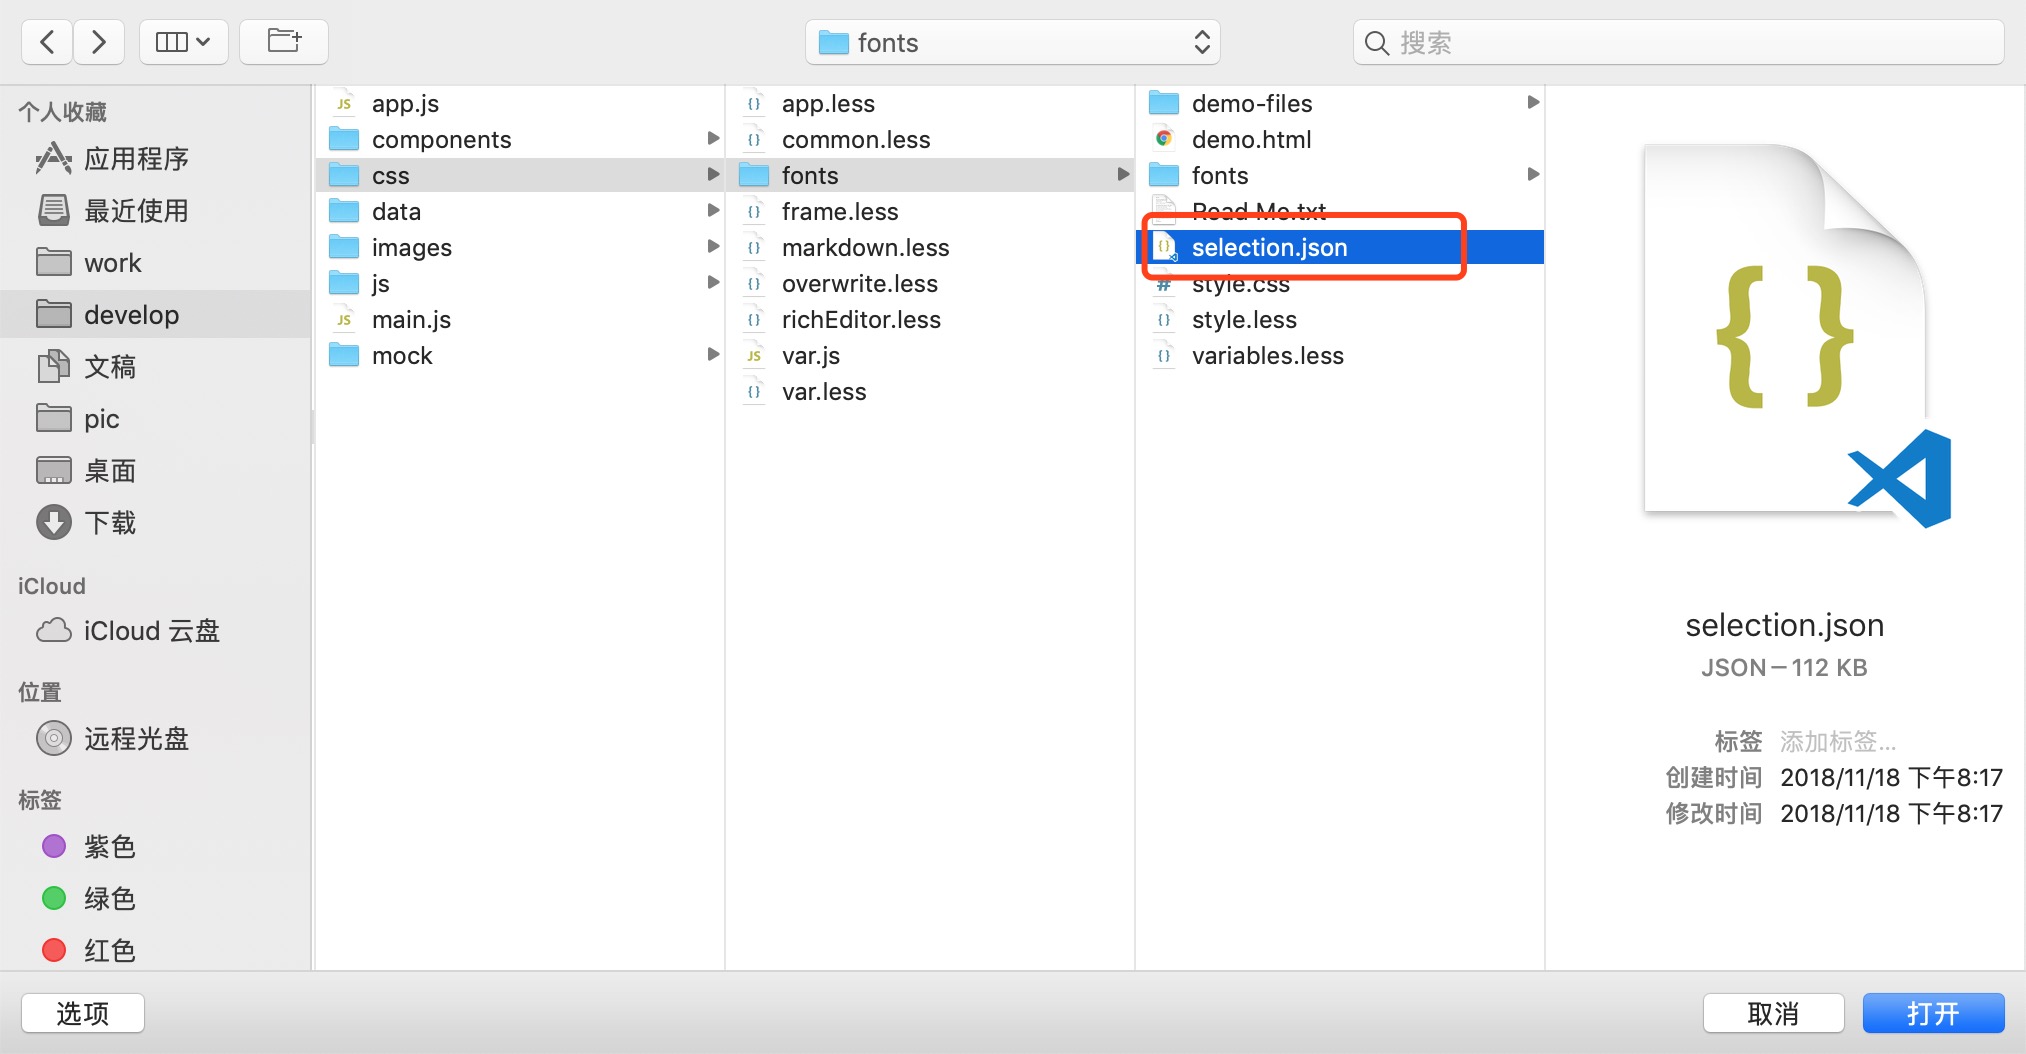 fonts
搜索
个人收藏
应用程序
最近使用
work
develop
文稿
pic
桌面
下载
iCloud
iCloud 云盘
位置
远程光盘
标签
紫色
绿色
红色
JS app.js
components
css
data
images
js
JS main.js
mock
{} app.less
{} common.less
fonts
{} frame.less
{} markdown.less
{} overwrite.less
{} richEditor.less
JS var.js
{} var.less
demo-files
demo.html
fonts
Read Me.txt
{} selection.json
# style.css
{} style.less
{} variables.less
{ }
selection.json
JSON — 112 KB
标签 添加标签...
创建时间 2018/11/18 下午8:17
修改时间 2018/11/18 下午8:17
选项
取消
打开